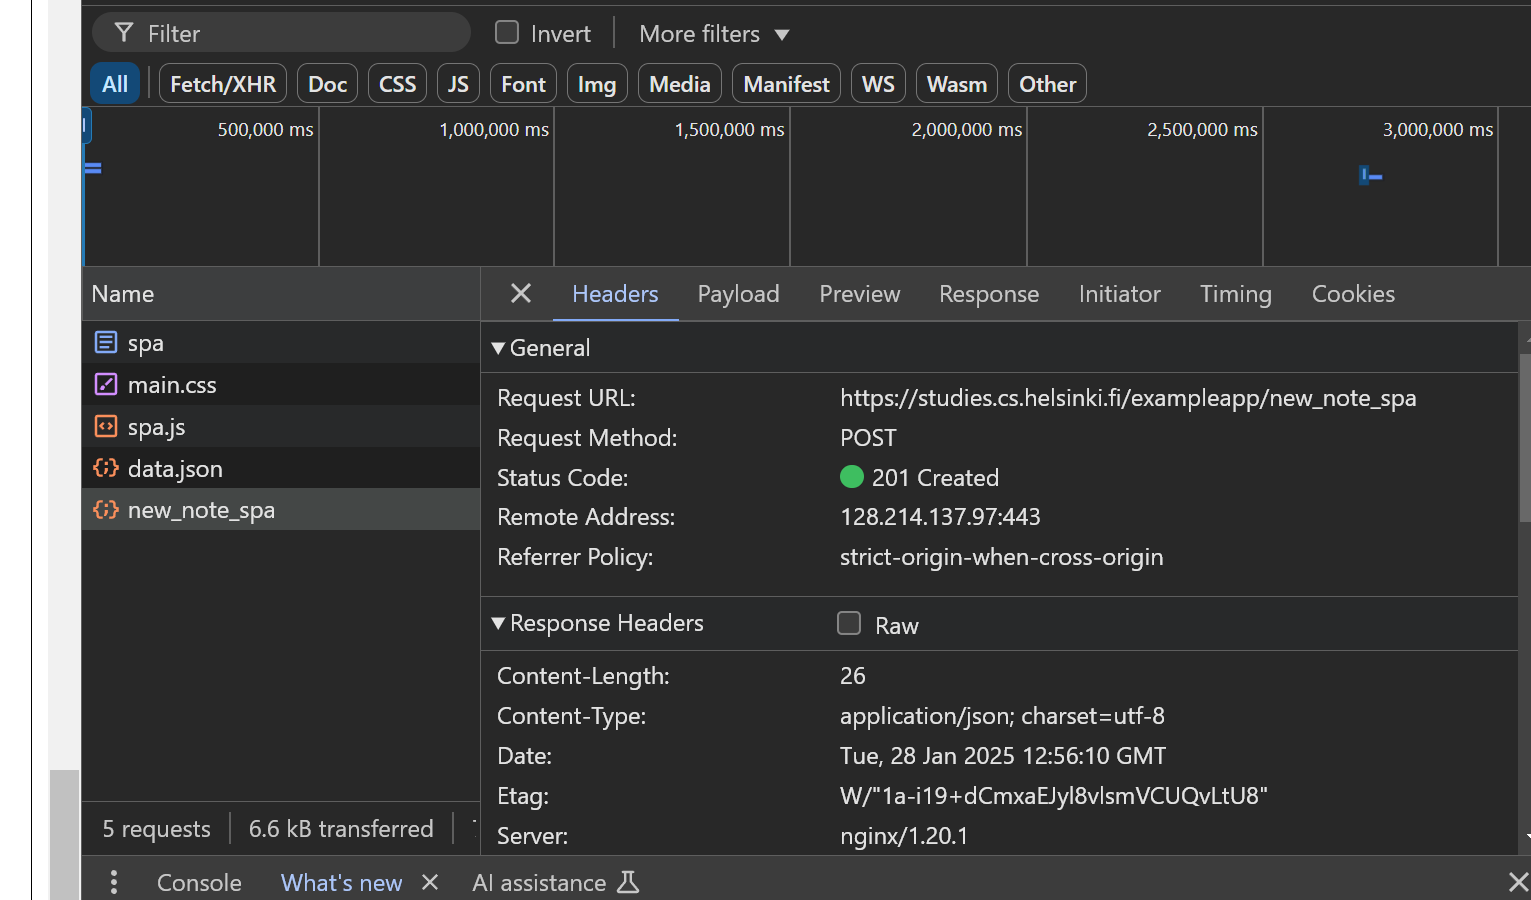 Filter Invert More filters
All Fetch/XHR Doc CSS JS Font Img Media Manifest WS Wasm Other
500,000 ms 1,000,000 ms 1,500,000 ms 2,000,000 ms 2,500,000 ms 3,000,000 ms
Name
spa
main.css
spa.js
data.json
new_note_spa
5 requests 6.6 kB transferred
Headers Payload Preview Response Initiator Timing Cookies
General
Request URL: https://studies.cs.helsinki.fi/exampleapp/new_note_spa
Request Method: POST
Status Code: 201 Created
Remote Address: 128.214.137.97:443
Referrer Policy: strict-origin-when-cross-origin
Response Headers Raw
Content-Length: 26
Content-Type: application/json; charset=utf-8
Date: Tue, 28 Jan 2025 12:56:10 GMT
Etag: W/"1a-i19+dCmxaEJyl8vlsmVCUQvLtU8"
Server: nginx/1.20.1
Console What's new AI assistance